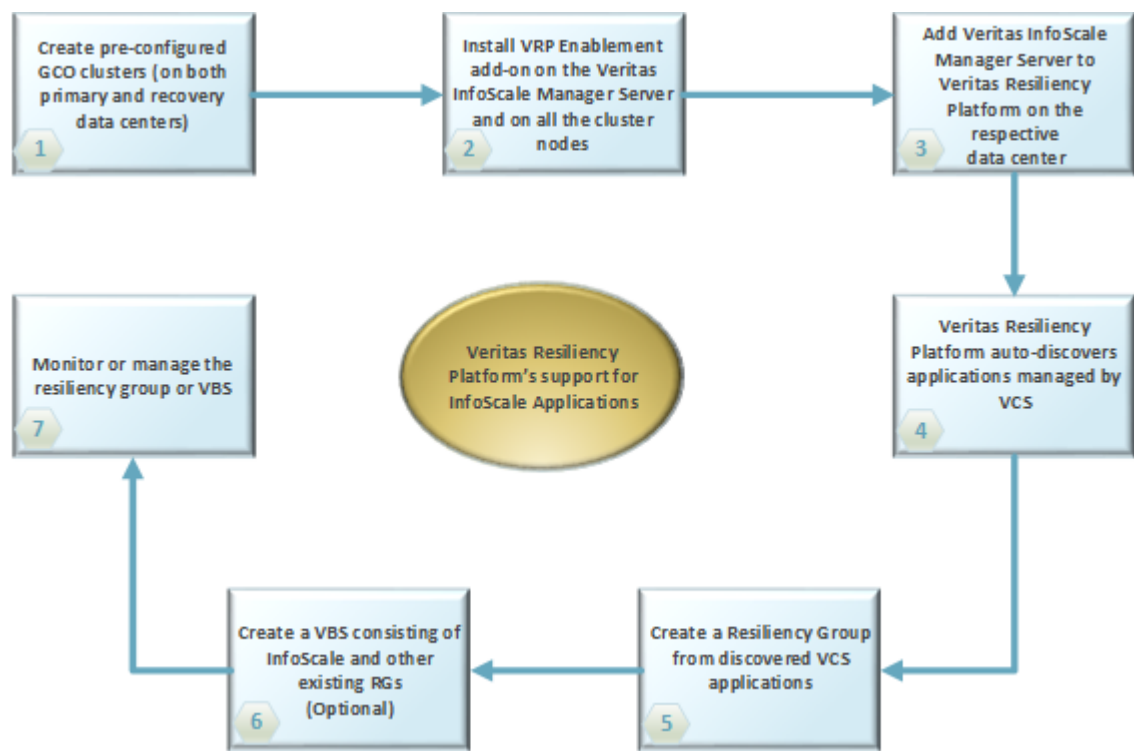 Create pre-configured
GCO clusters (on both
primary and recovery
data centers)
1
Install VRP Enablement
add-on on the Veritas
InfoScale Manager Server
and on all the cluster
nodes
2
Add Veritas InfoScale
Manager Server to
Veritas Resiliency
Platform on the
respective
data center
3
Veritas Resiliency
Platform auto-discovers
applications managed by
VCS
4
Create a Resiliency Group
from discovered VCS
applications
5
Create a VBS consisting of
InfoScale and other
existing RGs
(Optional)
6
Monitor or manage the
resiliency group or VBS
7
Veritas Resiliency
Platform's support for
InfoScale Applications